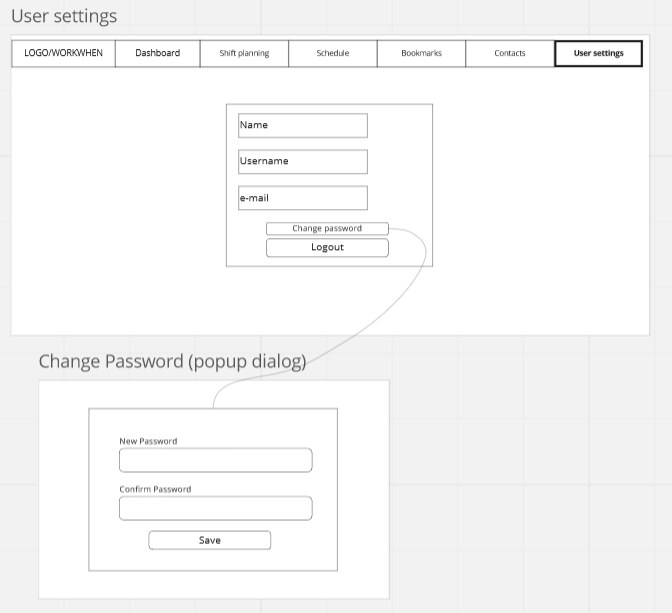 User settings
LOGO/WORKWHEN Dashboard Shift planning Schedule Bookmarks Contacts User settings
Name
Username
e-mail
Change password
Logout
Change Password (popup dialog)
New Password
Confirm Password
Save